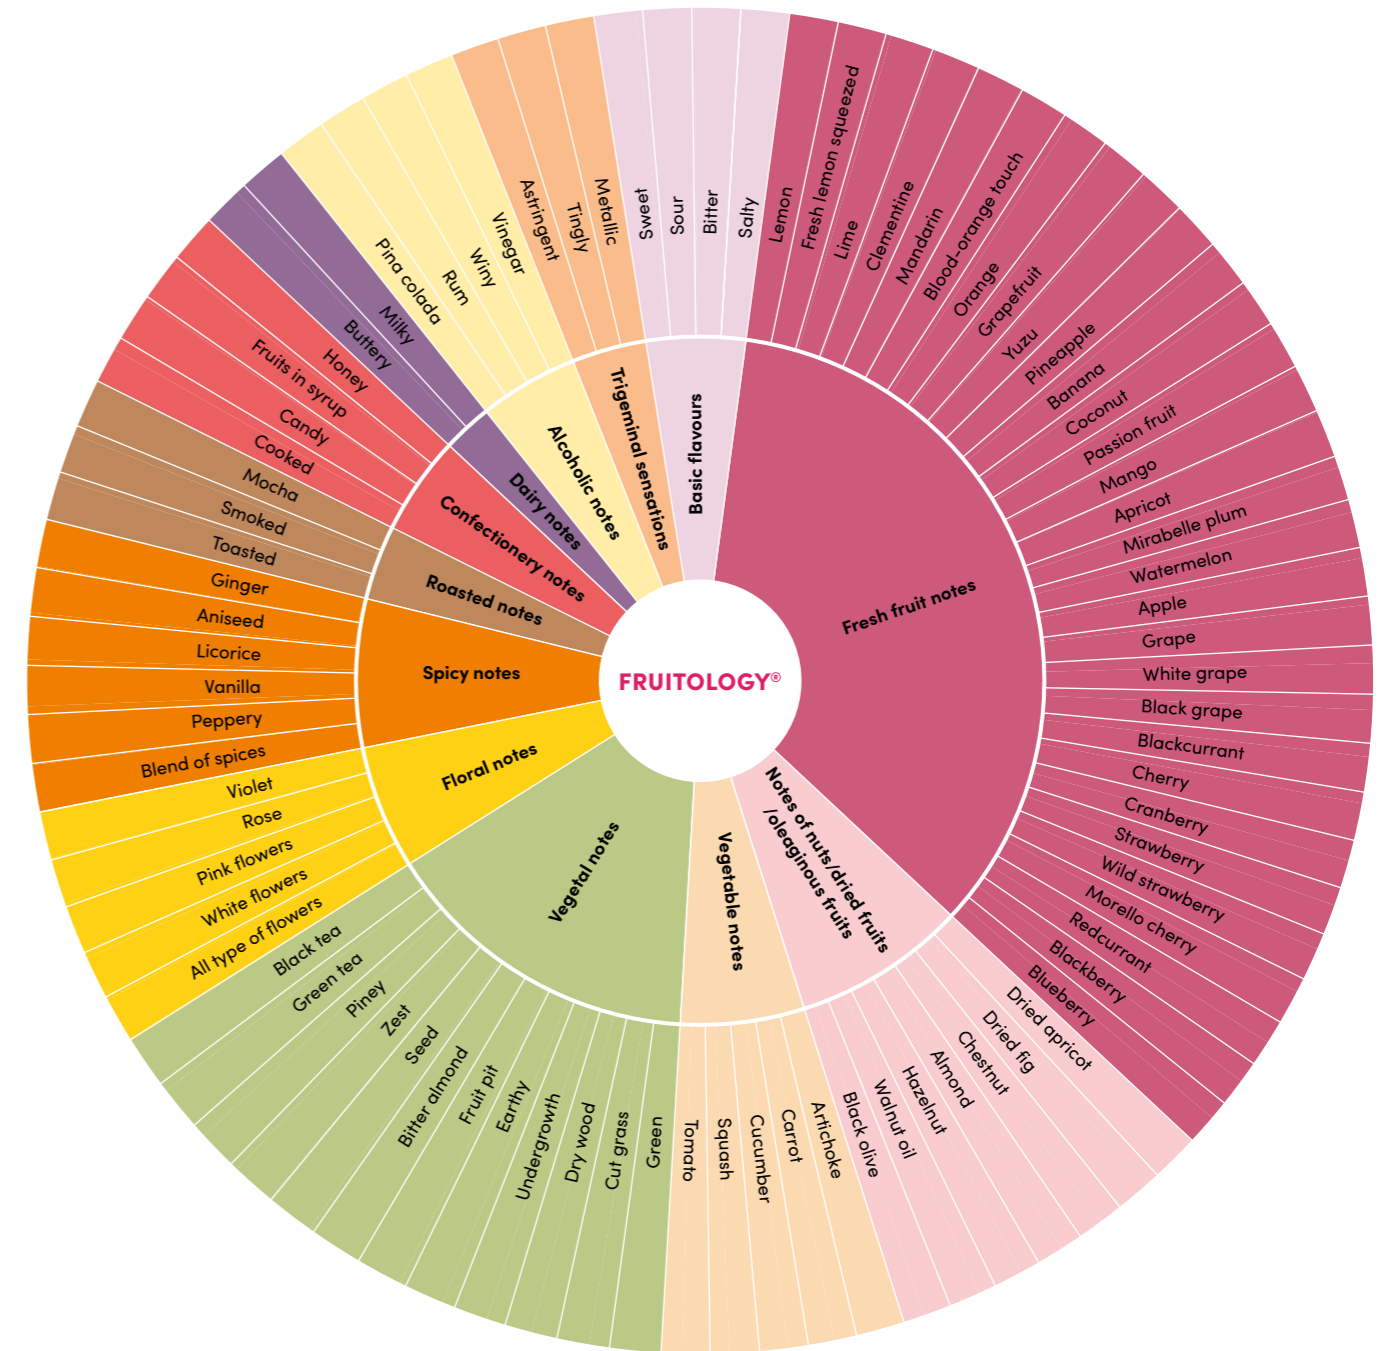 FRUITOLOGY®
Basic flavours
Sweet
Sour
Bitter
Salty
Fresh fruit notes
Lemon
Fresh lemon squeezed
Lime
Clementine
Mandarin
Blood-orange touch
Orange
Grapefruit
Yuzu
Pineapple
Banana
Coconut
Passion fruit
Mango
Apricot
Mirabelle plum
Watermelon
Apple
Grape
White grape
Black grape
Blackcurrant
Cherry
Cranberry
Strawberry
Wild strawberry
Morello cherry
Redcurrant
Blackberry
Blueberry
Notes of nuts/dried fruits
/oleaginous fruits
Dried apricot
Dried fig
Chestnut
Almond
Hazelnut
Walnut oil
Black olive
Vegetable notes
Artichoke
Carrot
Cucumber
Squash
Tomato
Vegetal notes
Green
Cut grass
Dry wood
Undergrowth
Earthy
Fruit pit
Bitter almond
Seed
Zest
Piney
Green tea
Black tea
Floral notes
All type of flowers
White flowers
Pink flowers
Rose
Violet
Spicy notes
Blend of spices
Peppery
Vanilla
Licorice
Aniseed
Ginger
Roasted notes
Toasted
Smoked
Mocha
Confectionery notes
Cooked
Candy
Fruits in syrup
Honey
Dairy notes
Buttery
Milky
Alcoholic notes
Pina colada
Rum
Winy
Vinegar
Trigeminal sensations
Astringent
Tingly
Metallic